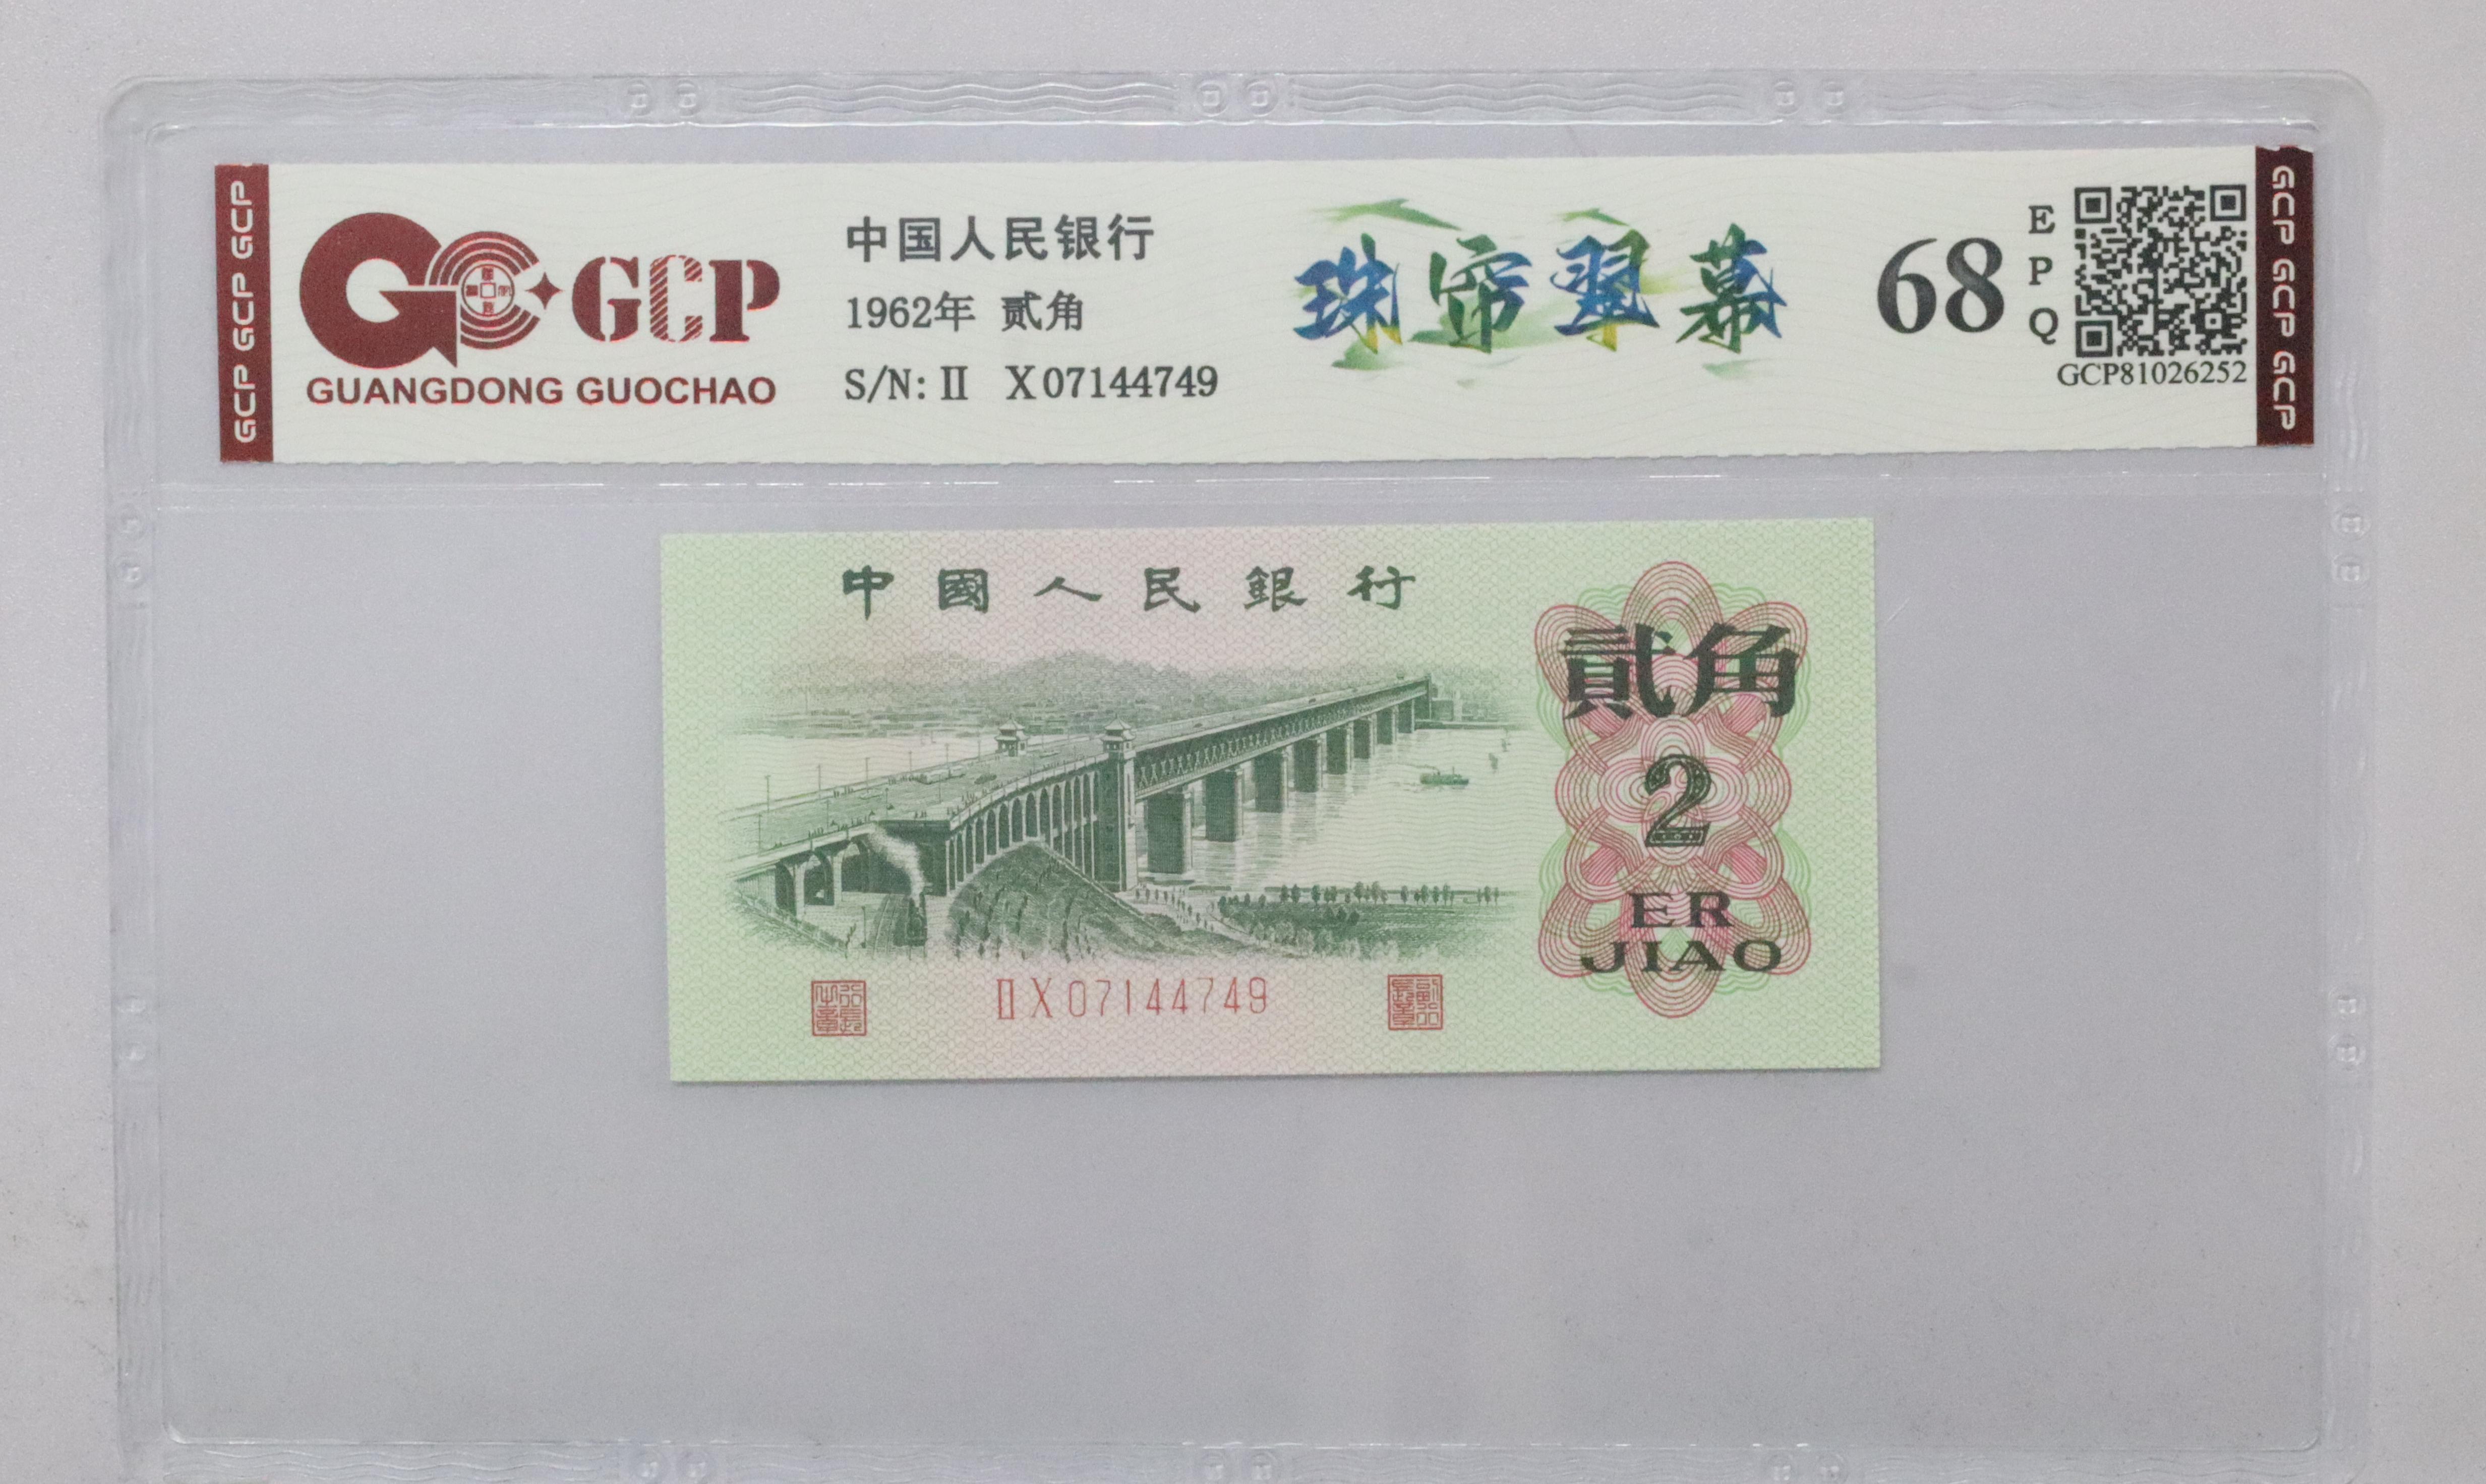 GCP GCP GCP
GCP
GUANGDONG GUOCHAO
中国人民银行
1962年 贰角
S/N: II X07144749
珠帘翠幕
68
EPQ
GCP81026252
GCP GCP GCP
中國人民銀行
貳角
2
ER
JIAO
II X07144749